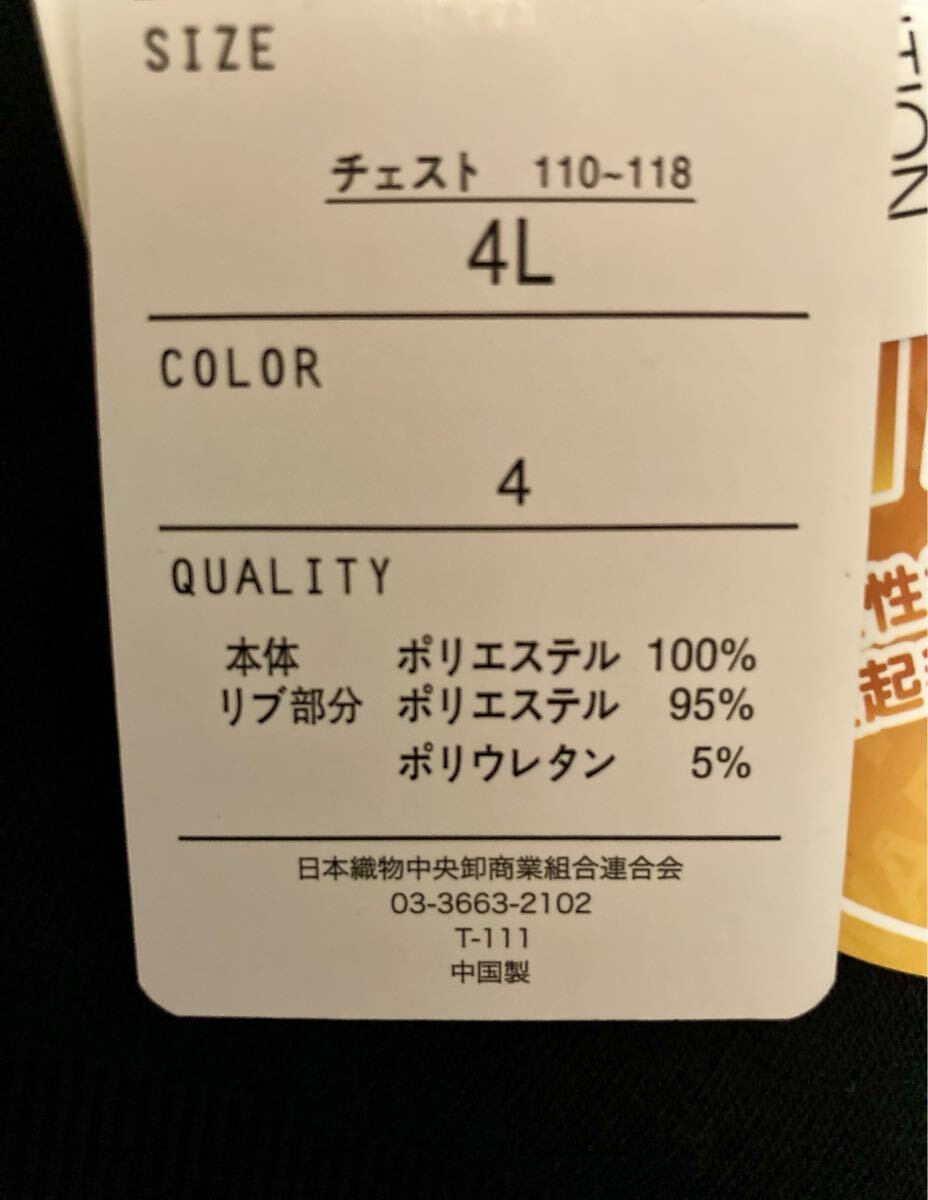 SIZE
チェスト 110~118
4L
COLOR
4
QUALITY
本体 ポリエステル 100%
リブ部分 ポリエステル 95%
ポリウレタン 5%
日本織物中央卸商業組合連合会
03-3663-2102
T-111
中国製
性
起